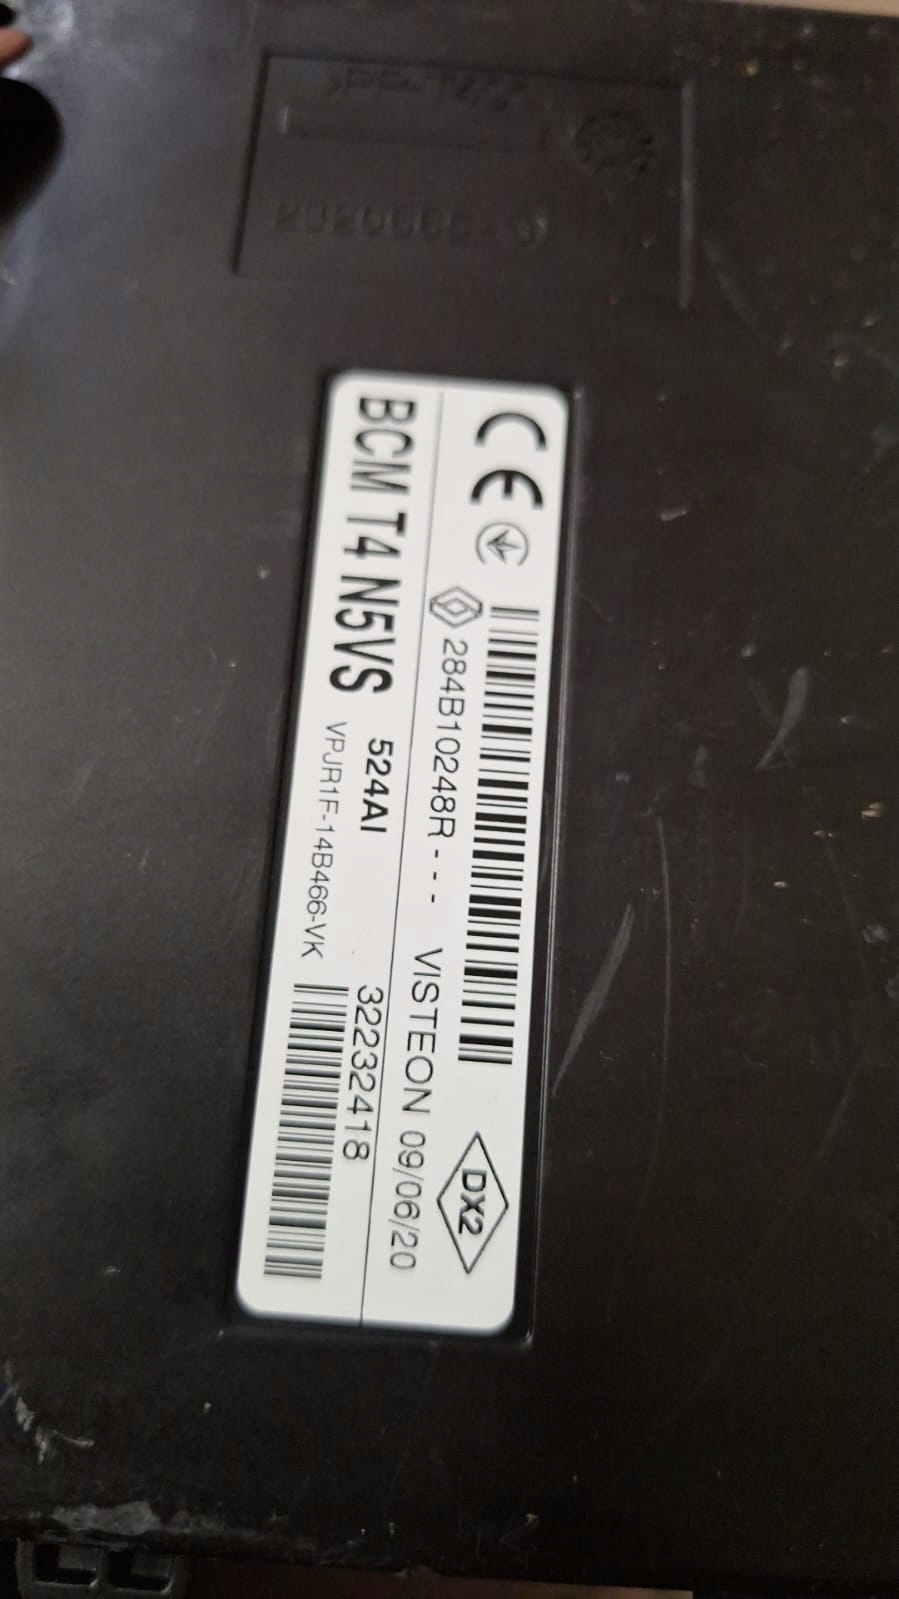 CE
284B10248R--- VISTEON 09/06/20
DX2
BCM T4 N5VS 524AI 32232418
VPJR1F-14B466-VK